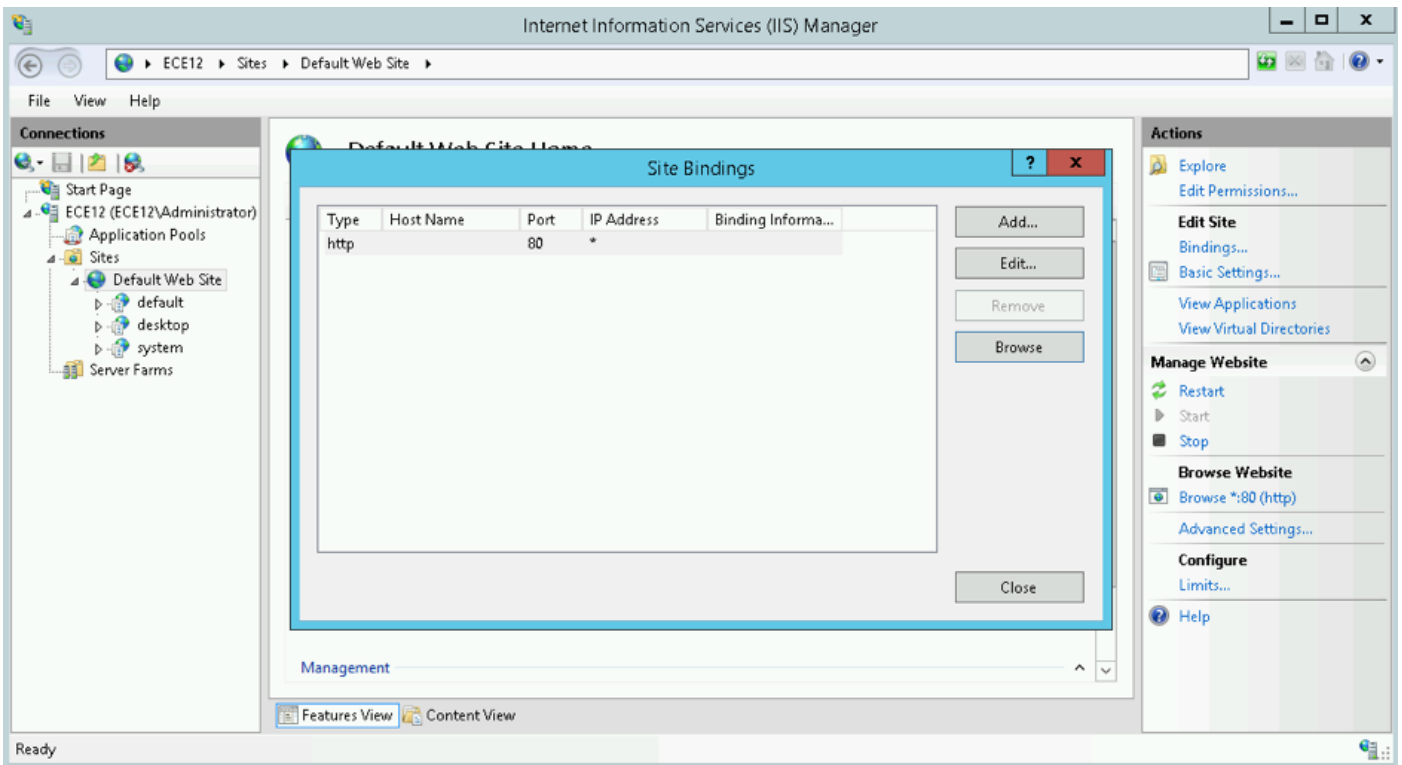 Internet Information Services (IIS) Manager
ECE12 Sites Default Web Site
File View Help
Connections
Start Page
ECE12 (ECE12\Administrator)
Application Pools
Sites
Default Web Site
default
desktop
system
Server Farms
Default Web Site Home
Site Bindings
Type Host Name Port IP Address Binding Informa...
http 80 *
Add...
Edit...
Remove
Browse
Close
Management
Features View Content View
Actions
Explore
Edit Permissions...
Edit Site
Bindings...
Basic Settings...
View Applications
View Virtual Directories
Manage Website
Restart
Start
Stop
Browse Website
Browse *:80 (http)
Advanced Settings...
Configure
Limits...
Help
Ready